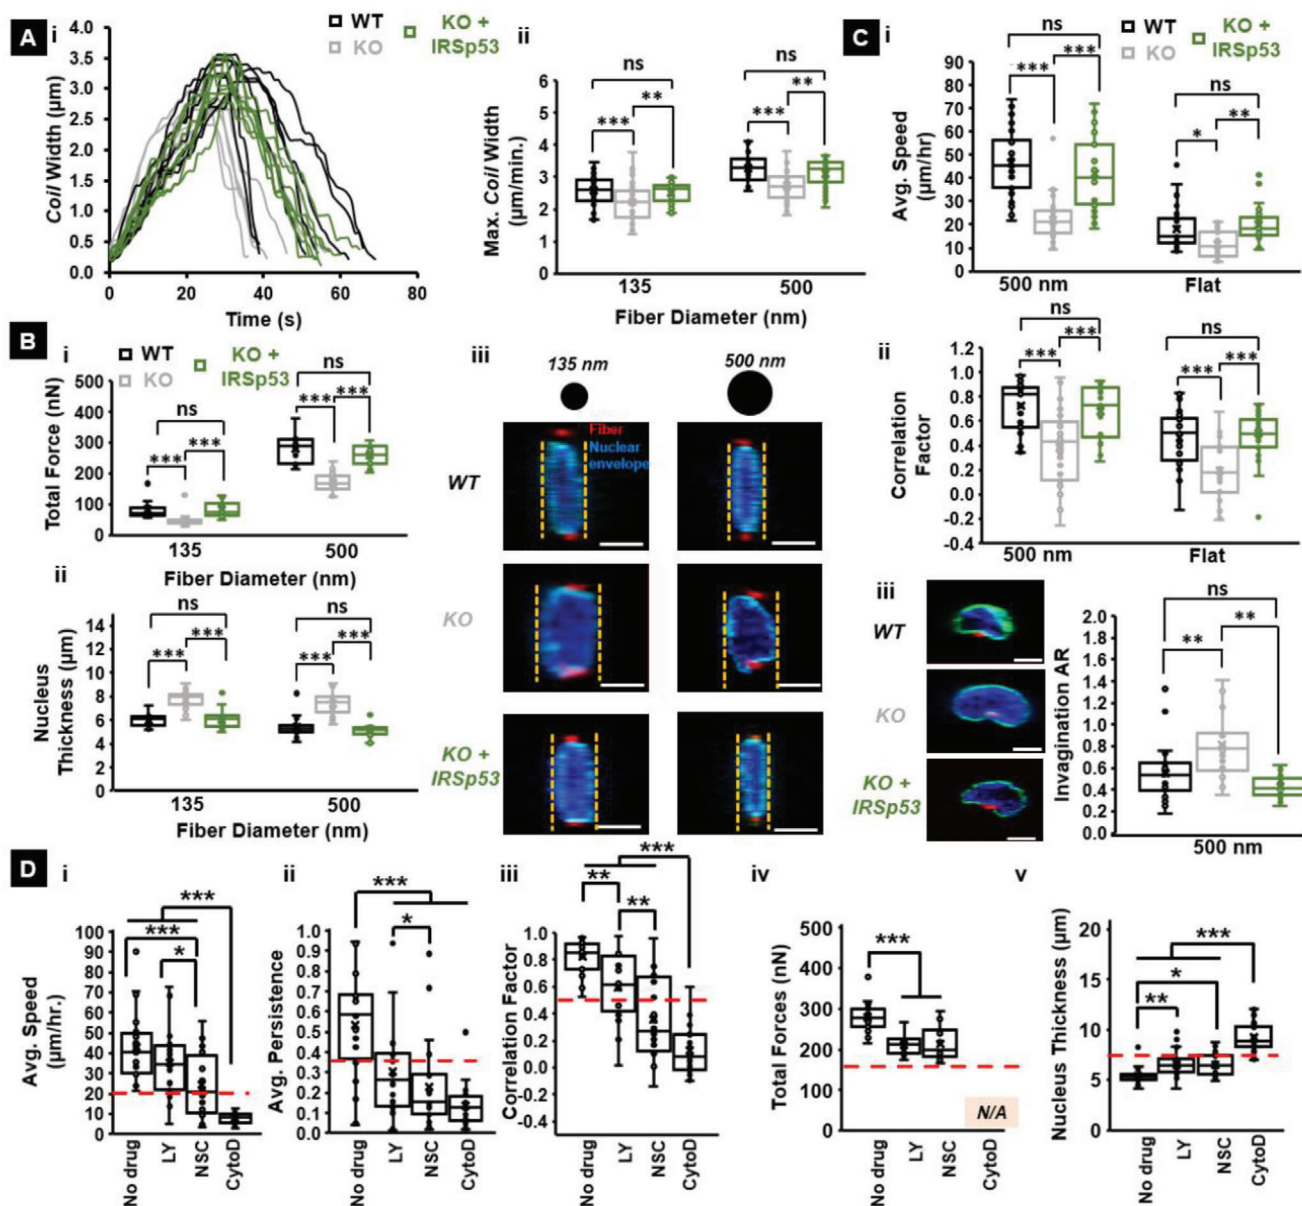 A
i
WT
KO
KO +
IRSp53
Coil Width (µm)
4.0
3.5
3.0
2.5
2.0
1.5
1.0
0.5
0.0
0
20
40
60
80
Time (s)
ii
Max. Coil Width
(µm/min.)
6
5
4
3
2
1
0
ns
***
**
ns
***
**
135
500
Fiber Diameter (nm)
C
i
WT
KO
KO +
IRSp53
Avg. Speed
(µm/hr)
90
80
70
60
50
40
30
20
10
0
ns
***
***
ns
*
**
500 nm
Flat
B
i
WT
KO
KO +
IRSp53
Total Force (nN)
500
400
300
200
100
0
ns
***
***
ns
***
***
135
500
Fiber Diameter (nm)
ii
Nucleus
Thickness (µm)
14
12
10
8
6
4
2
0
ns
***
***
ns
***
***
135
500
Fiber Diameter (nm)
iii
135 nm
500 nm
Fiber
Nuclear
envelope
WT
KO
KO +
IRSp53
ii
Correlation
Factor
1.2
1.0
0.8
0.6
0.4
0.2
0.0
-0.2
-0.4
ns
***
***
ns
***
***
500 nm
Flat
iii
WT
KO
KO +
IRSp53
Invagination AR
2.0
1.8
1.6
1.4
1.2
1.0
0.8
0.6
0.4
0.2
0.0
ns
**
**
500 nm
D
i
Avg. Speed
(µm/hr.)
100
90
80
70
60
50
40
30
20
10
0
***
***
*
No drug
LY
NSC
CytoD
ii
Avg. Persistence
1.0
0.9
0.8
0.7
0.6
0.5
0.4
0.3
0.2
0.1
0.0
***
*
No drug
LY
NSC
CytoD
iii
Correlation Factor
1.0
0.8
0.6
0.4
0.2
0.0
-0.2
-0.4
***
**
**
No drug
LY
NSC
CytoD
iv
Total Forces (nN)
500
400
300
200
100
0
***
N/A
No drug
LY
NSC
CytoD
v
Nucleus Thickness (µm)
20
15
10
5
0
***
*
**
No drug
LY
NSC
CytoD